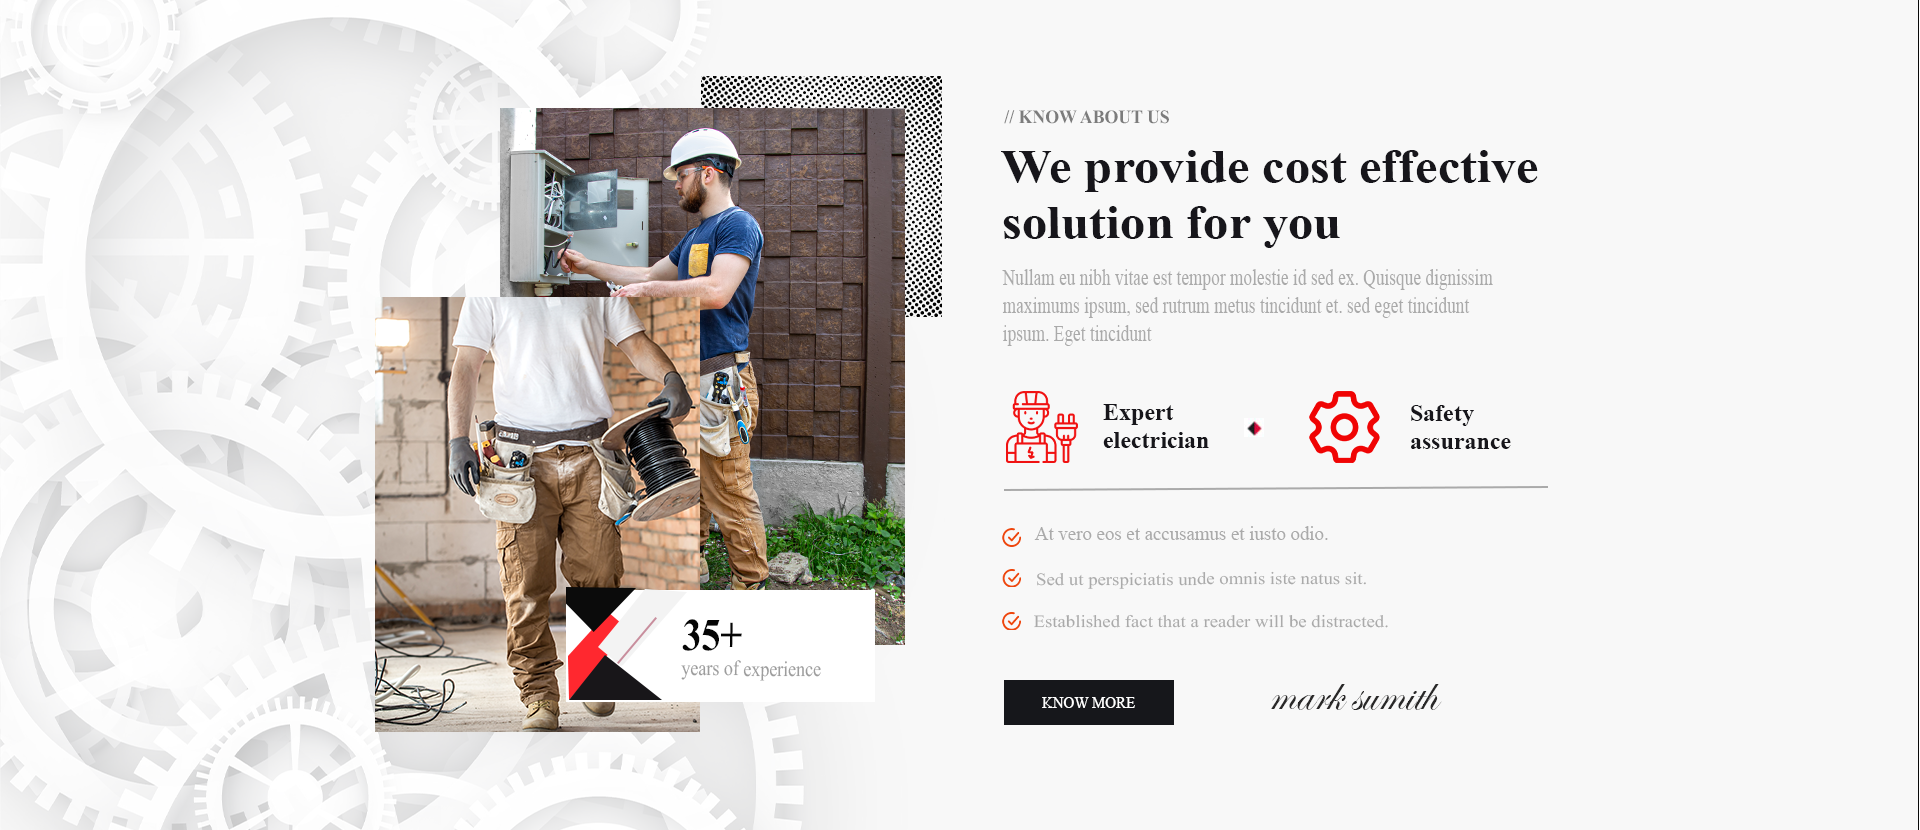 // KNOW ABOUT US
We provide cost effective
solution for you
Nullam eu nibh vitae est tempor molestie id sed ex. Quisque dignissim
maximums ipsum, sed rutrum metus tincidunt et. sed eget tincidunt
ipsum. Eget tincidunt
Expert
electrician
Safety
assurance
At vero eos et accusamus et iusto odio.
Sed ut perspiciatis unde omnis iste natus sit.
Established fact that a reader will be distracted.
35+
years of experience
KNOW MORE
mark sumith